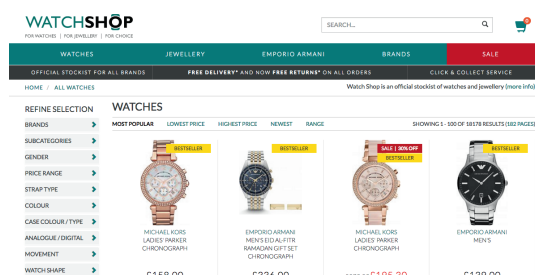 WATCHSHOP
FOR WATCHES | FOR JEWELLERY | FOR CHOICE
SEARCH...
WATCHES JEWELLERY EMPORIO ARMANI BRANDS SALE
OFFICIAL STOCKIST FOR ALL BRANDS FREE DELIVERY* AND NOW FREE RETURNS* ON ALL ORDERS CLICK & COLLECT SERVICE
HOME / ALL WATCHES Watch Shop is an official stockist of watches and jewellery (more info)
REFINE SELECTION
WATCHES
MOST POPULAR LOWEST PRICE HIGHEST PRICE NEWEST RANGE SHOWING 1 - 100 OF 18178 RESULTS (182 PAGES)
BRANDS
SUBCATEGORIES
GENDER
PRICE RANGE
STRAP TYPE
COLOUR
CASE COLOUR / TYPE
ANALOGUE / DIGITAL
MOVEMENT
WATCH SHAPE
BESTSELLER
MICHAEL KORS
LADIES' PARKER
CHRONOGRAPH
BESTSELLER
EMPORIO ARMANI
MEN'S EID AL-FITR
RAMADAN GIFT SET
CHRONOGRAPH
SALE | 30% OFF
BESTSELLER
MICHAEL KORS
LADIES' PARKER
CHRONOGRAPH
BESTSELLER
EMPORIO ARMANI
MEN'S